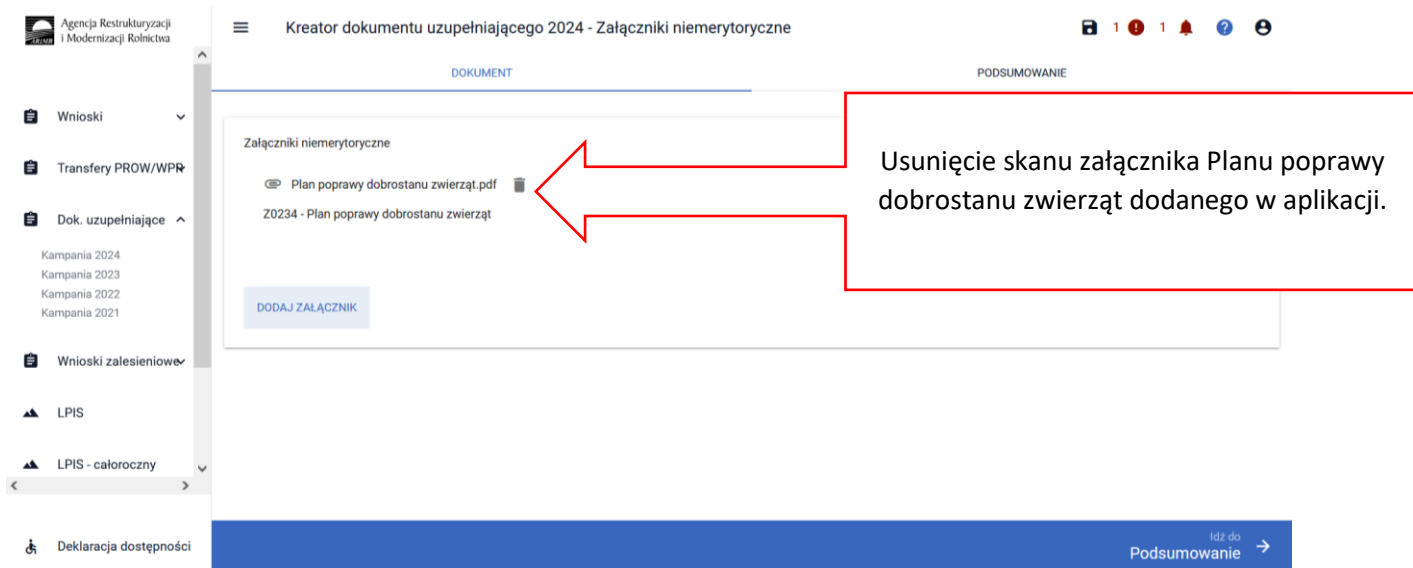 Agencja Restrukturyzacji
i Modernizacji Rolnictwa
ARiMR
Kreator dokumentu uzupełniającego 2024 - Załączniki niemerytoryczne
1
1
DOKUMENT
PODSUMOWANIE
Wnioski
Transfery PROW/WPR
Dok. uzupełniające
Kampania 2024
Kampania 2023
Kampania 2022
Kampania 2021
Wnioski zalesieniowe
LPIS
LPIS - całoroczny
Deklaracja dostępności
Załączniki niemerytoryczne
Plan poprawy dobrostanu zwierząt.pdf
Z0234 - Plan poprawy dobrostanu zwierząt
DODAJ ZAŁĄCZNIK
Usunięcie skanu załącznika Planu poprawy
dobrostanu zwierząt dodanego w aplikacji.
Idź do
Podsumowanie